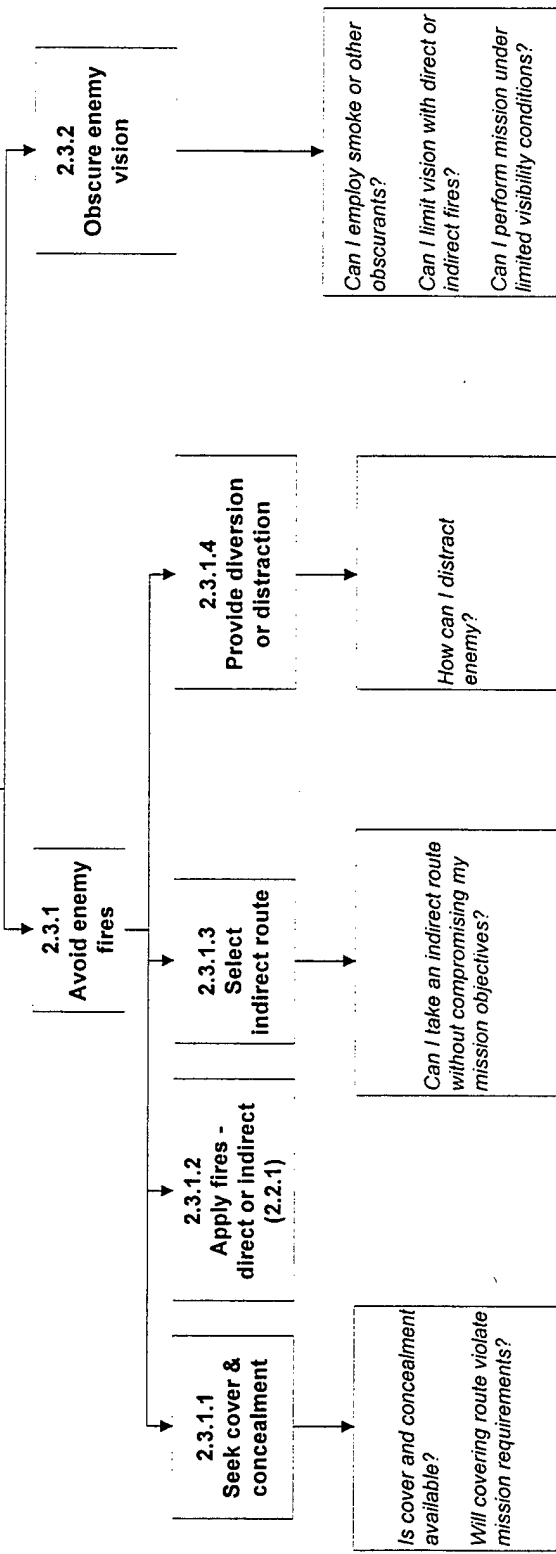 2.3.1
Avoid enemy
fires
2.3.2
Obscure enemy
vision
2.3.1.1
Seek cover &
concealment
2.3.1.2
Apply fires -
direct or indirect
(2.2.1)
2.3.1.3
Select
indirect route
2.3.1.4
Provide diversion
or distraction
Is cover and concealment
available?
Will covering route violate
mission requirements?
Can I take an indirect route
without compromising my
mission objectives?
How can I distract
enemy?
Can I employ smoke or other
obscurants?
Can I limit vision with direct or
indirect fires?
Can I perform mission under
limited visibility conditions?